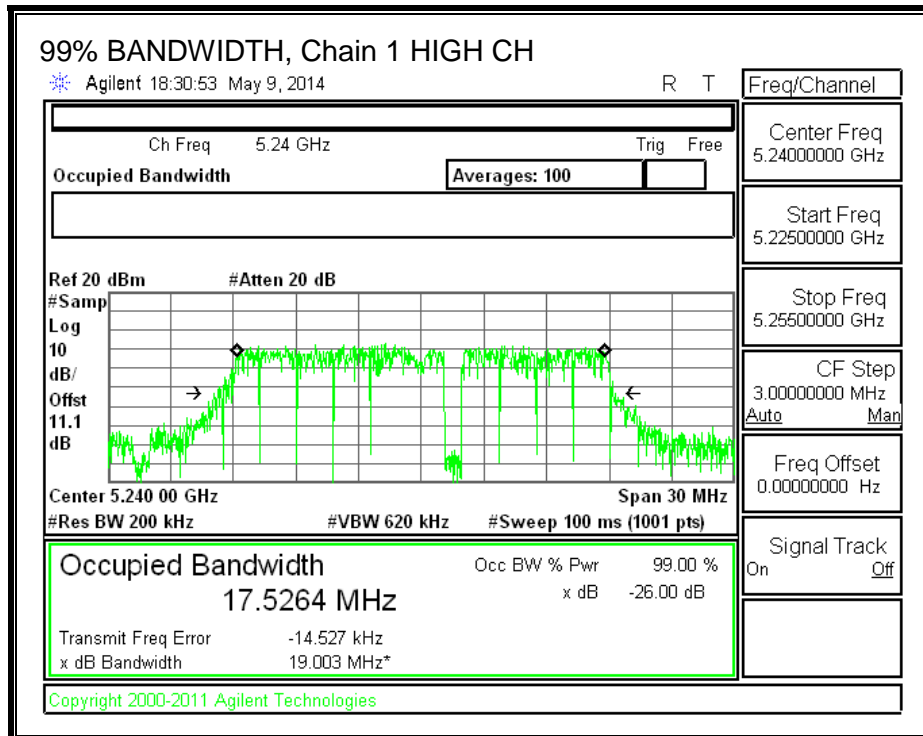 99% BANDWIDTH, Chain 1 HIGH CH
Agilent 18:30:53 May 9, 2014 R T
Freq/Channel
Ch Freq 5.24 GHz Trig Free
Occupied Bandwidth Averages: 100
Center Freq
5.24000000 GHz
Start Freq
5.22500000 GHz
Stop Freq
5.25500000 GHz
CF Step
3.00000000 MHz
Auto Man
Freq Offset
0.00000000 Hz
Signal Track
On Off
Ref 20 dBm #Atten 20 dB
#Samp
Log
10
dB/
Offst
11.1
dB
Center 5.240 00 GHz Span 30 MHz
#Res BW 200 kHz #VBW 620 kHz #Sweep 100 ms (1001 pts)
Occupied Bandwidth Occ BW % Pwr 99.00 %
17.5264 MHz x dB -26.00 dB
Transmit Freq Error -14.527 kHz
x dB Bandwidth 19.003 MHz*
Copyright 2000-2011 Agilent Technologies